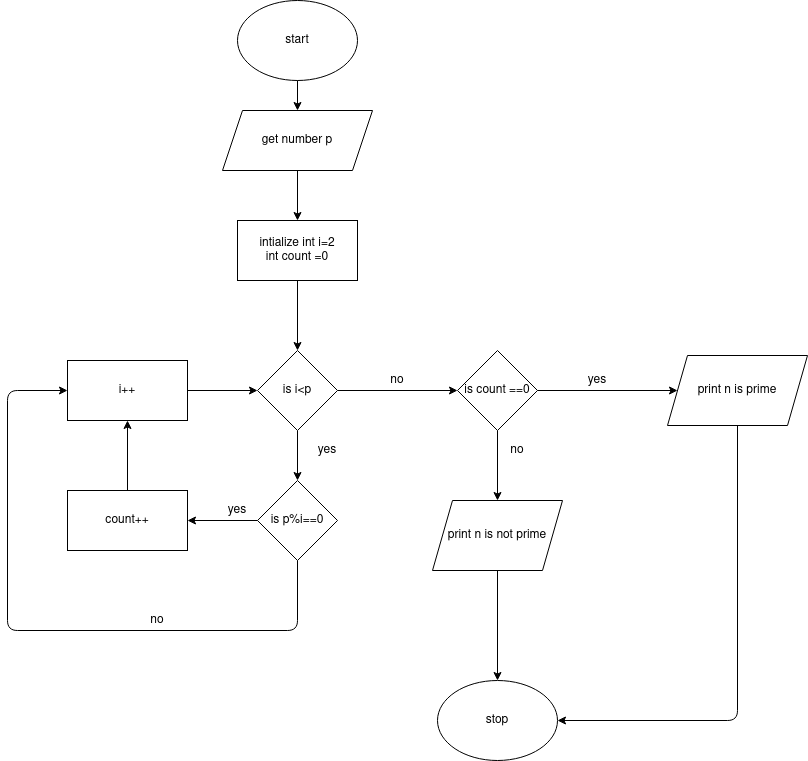 start
get number p
intialize int i=2
int count =0
i++
is i<p
no
is count ==0
yes
print n is prime
yes
no
count++
yes
is p%i==0
print n is not prime
no
stop